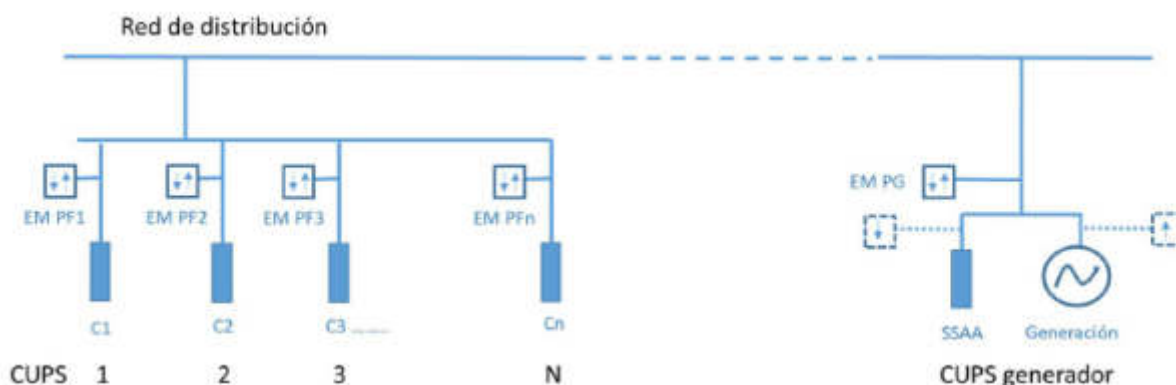 Red de distribución
EM PF1 EM PF2 EM PF3 EM PFn EM PG
C1 C2 C3........ Cn SSAA Generación
CUPS 1 2 3 N CUPS generador